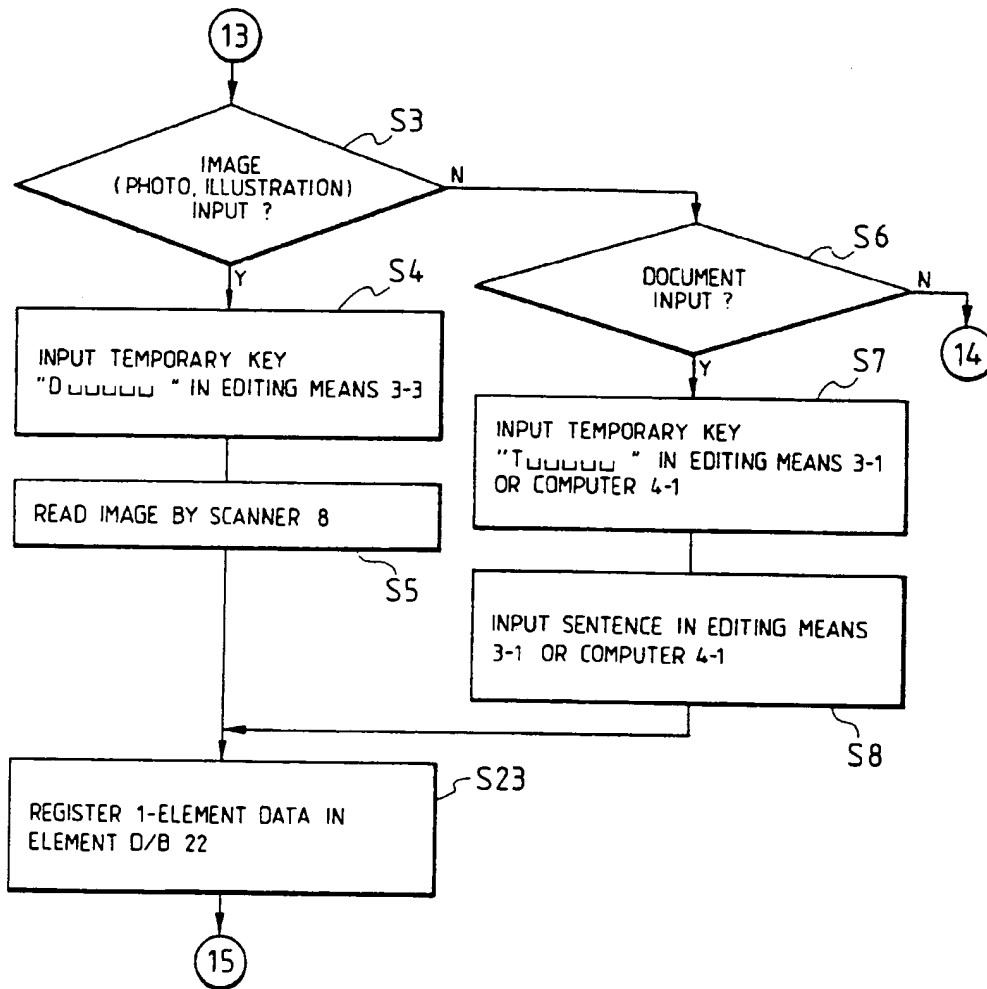 13
S3
IMAGE
(PHOTO, ILLUSTRATION)
INPUT ?
N
Y
S6
DOCUMENT
INPUT ?
N
14
Y
S4
INPUT TEMPORARY KEY
"D␣␣␣␣␣ " IN EDITING MEANS 3-3
READ IMAGE BY SCANNER 8
S5
S7
INPUT TEMPORARY KEY
"T␣␣␣␣␣ " IN EDITING MEANS 3-1
OR COMPUTER 4-1
INPUT SENTENCE IN EDITING MEANS
3-1 OR COMPUTER 4-1
S8
S23
REGISTER 1-ELEMENT DATA IN
ELEMENT D/B 22
15